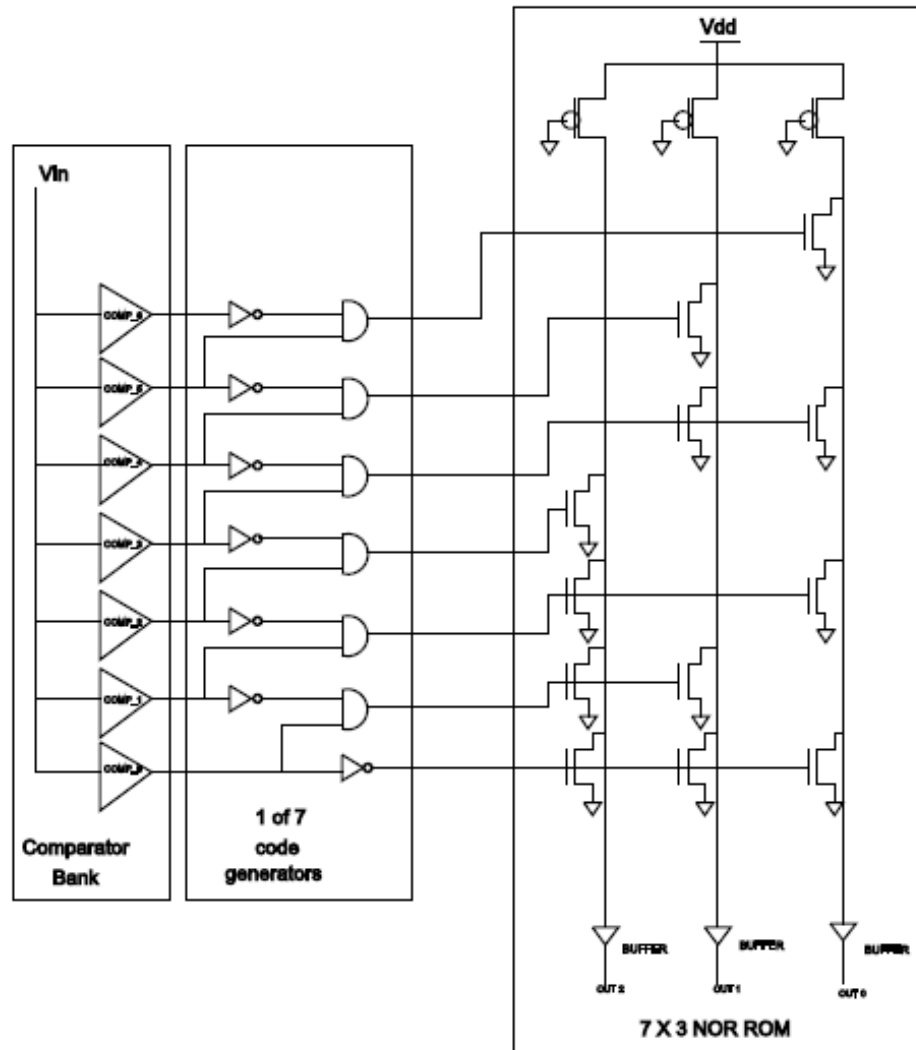 Vdd
Vin
COMP_6
COMP_5
COMP_4
COMP_3
COMP_2
COMP_1
COMP_0
1 of 7
code
generators
Comparator
Bank
BUFFER
BUFFER
BUFFER
OUT 2
OUT 1
OUT 0
7 X 3 NOR ROM